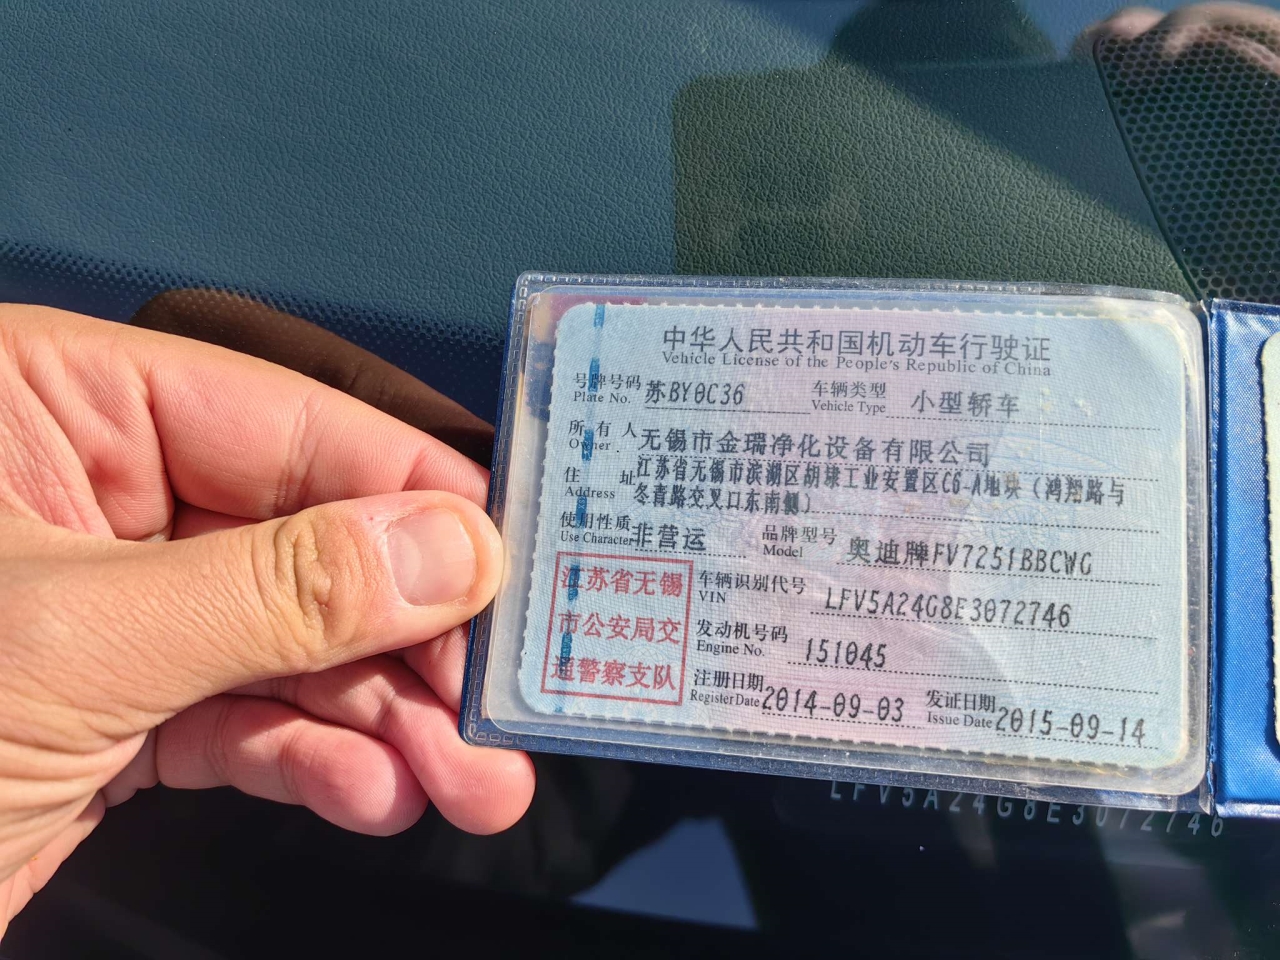 中华人民共和国机动车行驶证
Vehicle License of the People's Republic of China
号牌号码 苏BY0C36 车辆类型 小型轿车
Plate No. Vehicle Type
所有人 无锡市金瑞净化设备有限公司
Owner
住址 江苏省无锡市滨湖区胡埭工业安置区C6-A地块（鸿翔路与
Address 冬青路交叉口东南侧）
使用性质 非营运 品牌型号 奥迪牌FV7251BBCWG
Use Character Model
江苏省无锡
市公安局交
通警察支队
车辆识别代号 LFV5A24G8E3072746
VIN
发动机号码 151045
Engine No.
注册日期 2014-09-03 发证日期 2015-09-14
Register Date Issue Date
LFV5A24G8E3072746